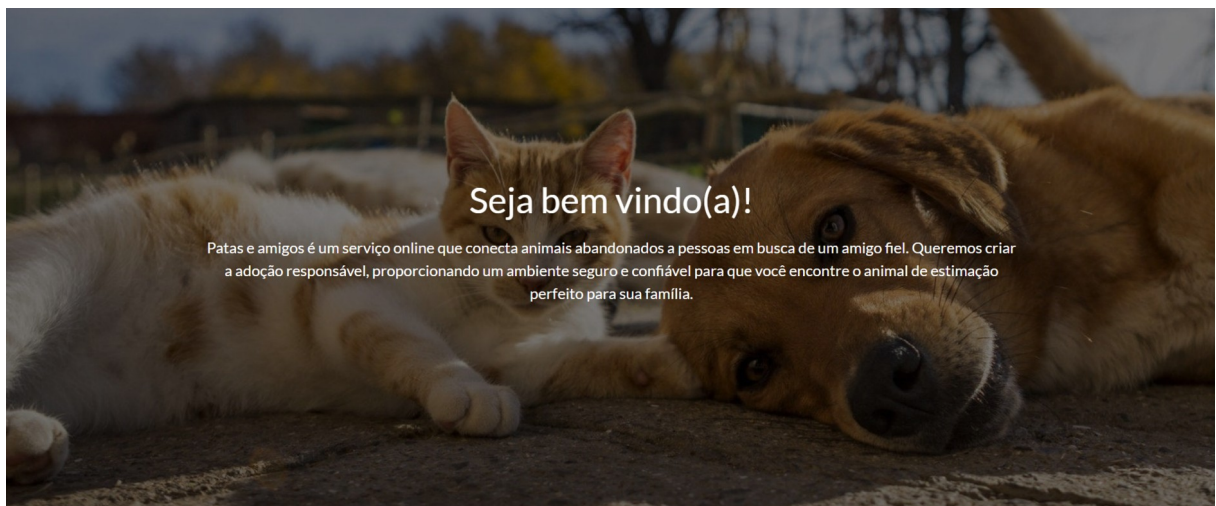 Seja bem vindo(a)!
Patas e amigos é um serviço online que conecta animais abandonados a pessoas em busca de um amigo fiel. Queremos criar
a adoção responsável, proporcionando um ambiente seguro e confiável para que você encontre o animal de estimação
perfeito para sua família.